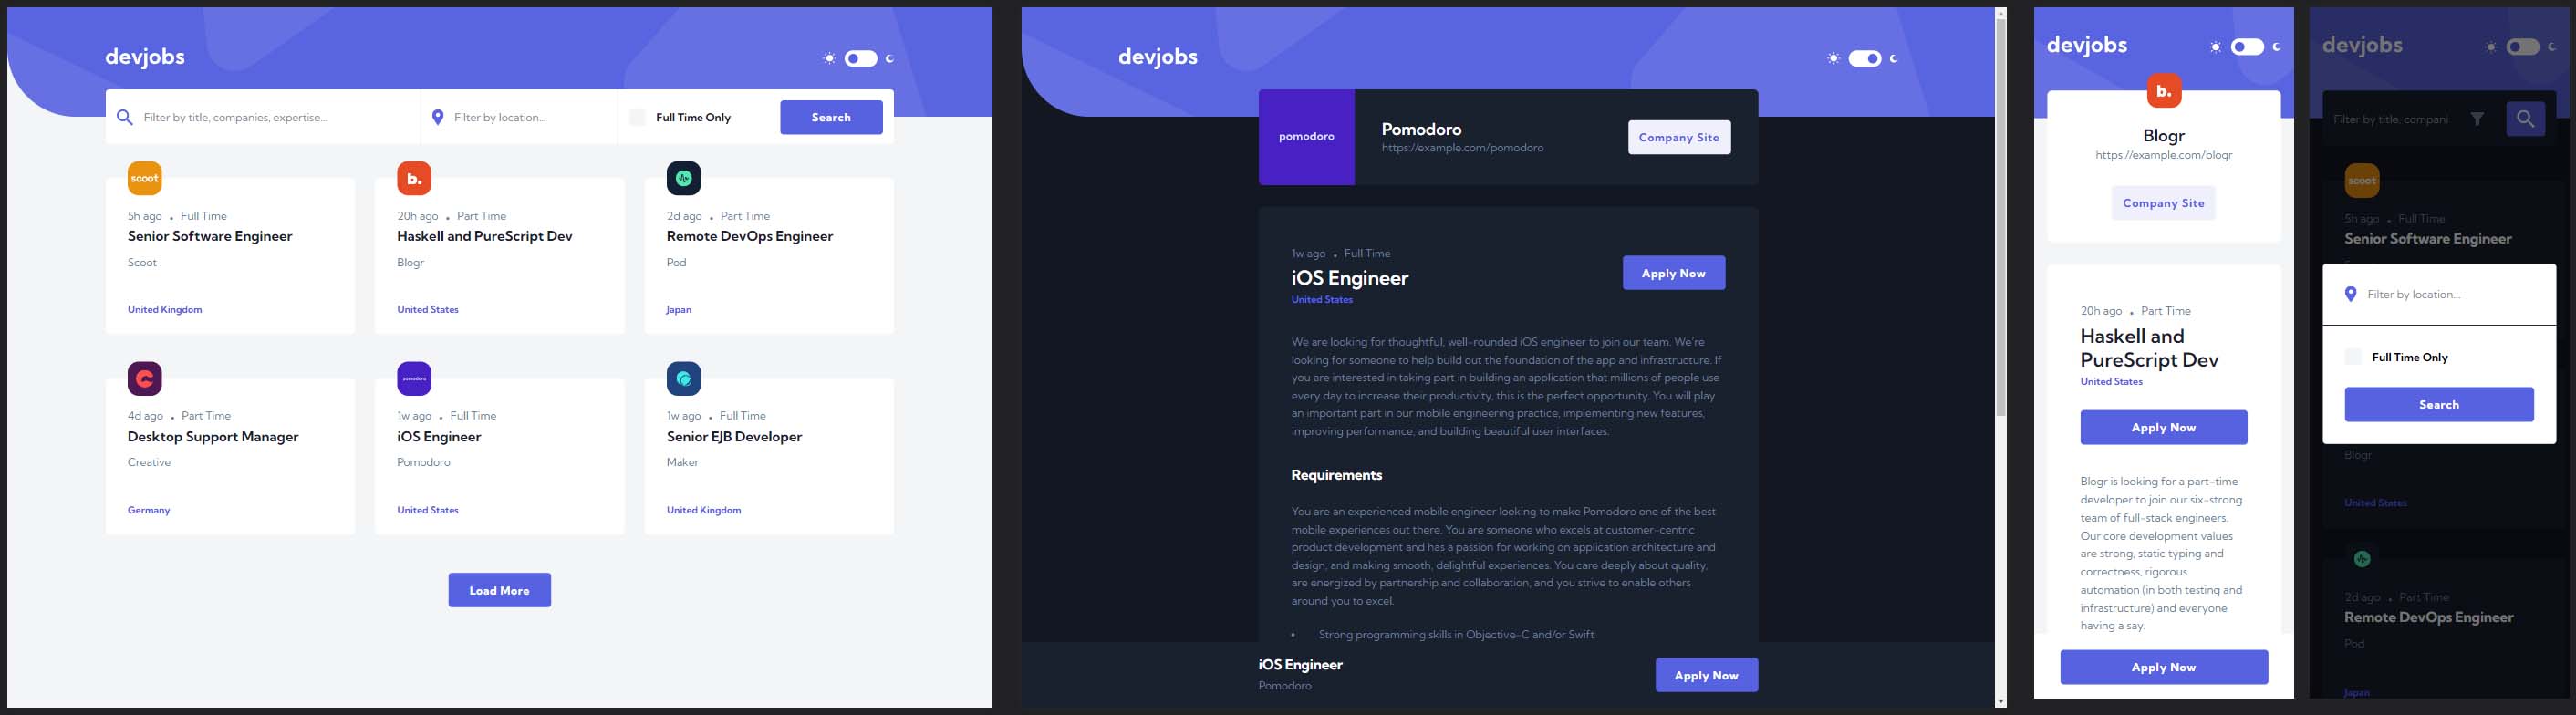 devjobs
Filter by title, companies, expertise...
Filter by location...
Full Time Only
Search
scoot
5h ago . Full Time
Senior Software Engineer
Scoot
United Kingdom
b.
20h ago . Part Time
Haskell and PureScript Dev
Blogr
United States
2d ago . Part Time
Remote DevOps Engineer
Pod
Japan
4d ago . Part Time
Desktop Support Manager
Creative
Germany
pomodoro
1w ago . Full Time
iOS Engineer
Pomodoro
United States
1w ago . Full Time
Senior EJB Developer
Maker
United Kingdom
Load More
devjobs
pomodoro
Pomodoro
https://example.com/pomodoro
Company Site
1w ago . Full Time
iOS Engineer
United States
Apply Now
We are looking for thoughtful, well-rounded iOS engineer to join our team. We're
looking for someone to help build out the foundation of the app and infrastructure. If
you are interested in taking part in building an application that millions of people use
every day to increase their productivity, this is the perfect opportunity. You will play
an important part in our mobile engineering practice, implementing new features,
improving performance, and building beautiful user interfaces.
Requirements
You are an experienced mobile engineer looking to make Pomodoro one of the best
mobile experiences out there. You are someone who excels at customer-centric
product development and has a passion for working on application architecture and
design, and making smooth, delightful experiences. You care deeply about quality,
are energized by partnership and collaboration, and you strive to enable others
around you to excel.
• Strong programming skills in Objective-C and/or Swift
iOS Engineer
Pomodoro
Apply Now
devjobs
b.
Blogr
https://example.com/blogr
Company Site
20h ago . Part Time
Haskell and
PureScript Dev
United States
Apply Now
Blogr is looking for a part-time
developer to join our six-strong
team of full-stack engineers.
Our core development values
are strong, static typing and
correctness, rigorous
automation (in both testing and
infrastructure) and everyone
having a say.
Apply Now
devjobs
Filter by title, compani
scoot
5h ago . Full Time
Senior Software Engineer
Filter by location...
Full Time Only
Search
Blogr
United States
2d ago . Part Time
Remote DevOps Engineer
Pod
Japan